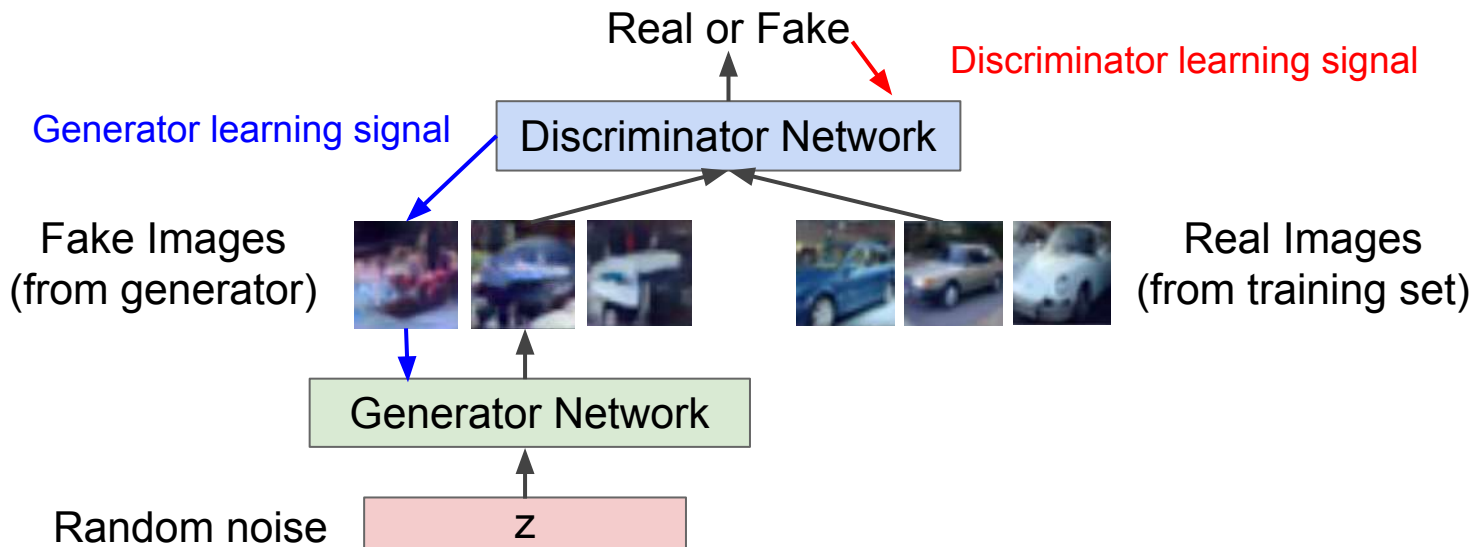 Real or Fake
Discriminator learning signal
Generator learning signal
Discriminator Network
Fake Images
(from generator)
Real Images
(from training set)
Generator Network
Random noise
z